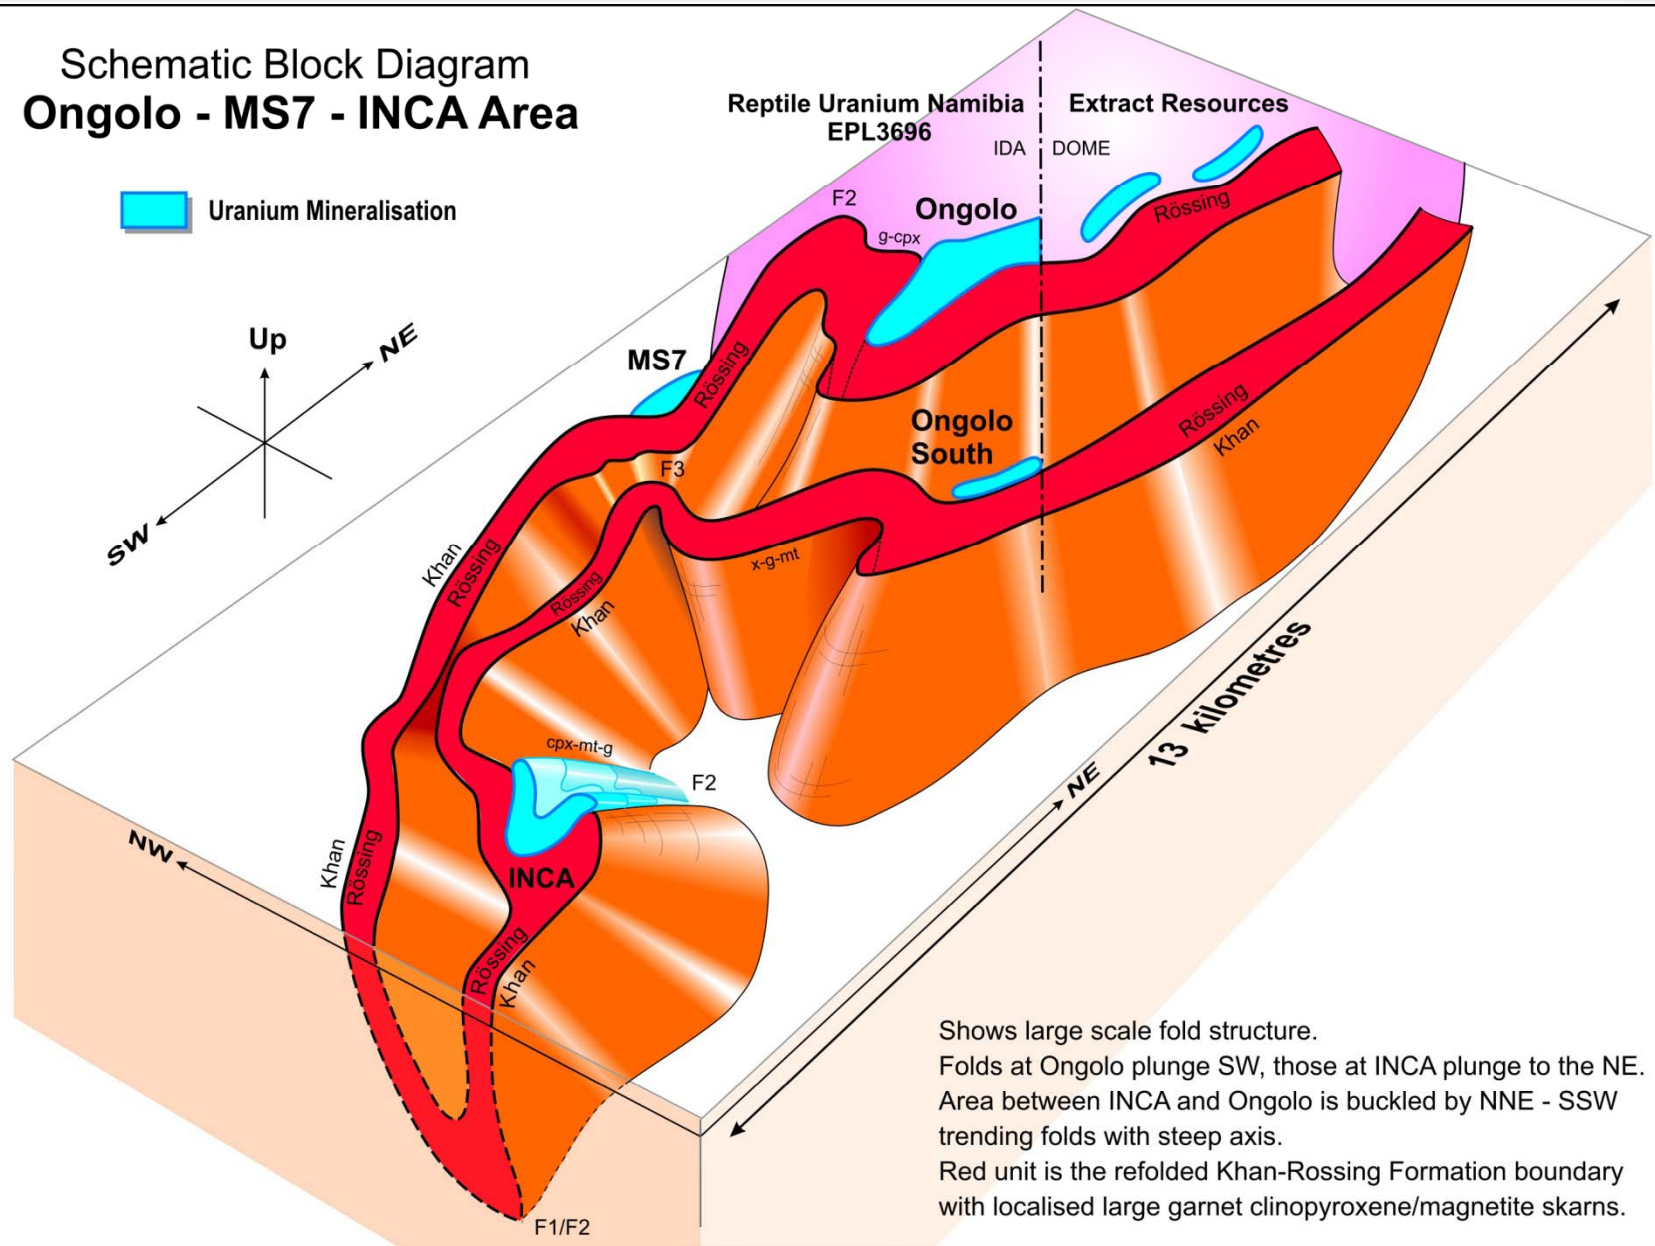 Schematic Block Diagram
Ongolo - MS7 - INCA Area
Uranium Mineralisation
Reptile Uranium Namibia
EPL3696
Extract Resources
IDA
DOME
F2
g-cpx
Ongolo
Rössing
Up
NE
SW
MS7
Rössing
F3
Ongolo
South
Rössing
Khan
x-g-mt
Khan
Rössing
Rössing
Khan
cpx-mt-g
F2
INCA
Khan
Rössing
Rössing
Khan
NW
NE
13 kilometres
F1/F2
Shows large scale fold structure.
Folds at Ongolo plunge SW, those at INCA plunge to the NE.
Area between INCA and Ongolo is buckled by NNE - SSW
trending folds with steep axis.
Red unit is the refolded Khan-Rossing Formation boundary
with localised large garnet clinopyroxene/magnetite skarns.